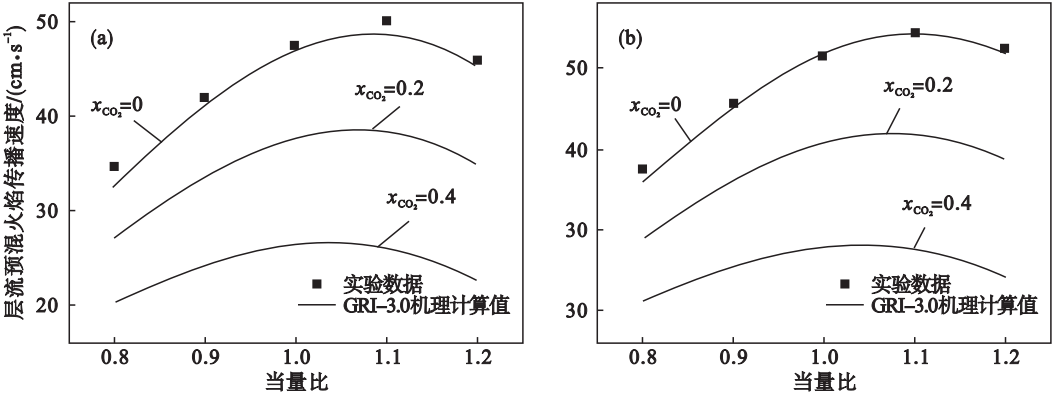 层流预混火焰传播速度/(cm•s⁻¹)
(a)
50
40
30
20
xCO₂=0
xCO₂=0.2
xCO₂=0.4
实验数据
GRI-3.0机理计算值
0.8 0.9 1.0 1.1 1.2
当量比
(b)
50
40
30
30
xCO₂=0
xCO₂=0.2
xCO₂=0.4
实验数据
GRI-3.0机理计算值
0.8 0.9 1.0 1.1 1.2
当量比